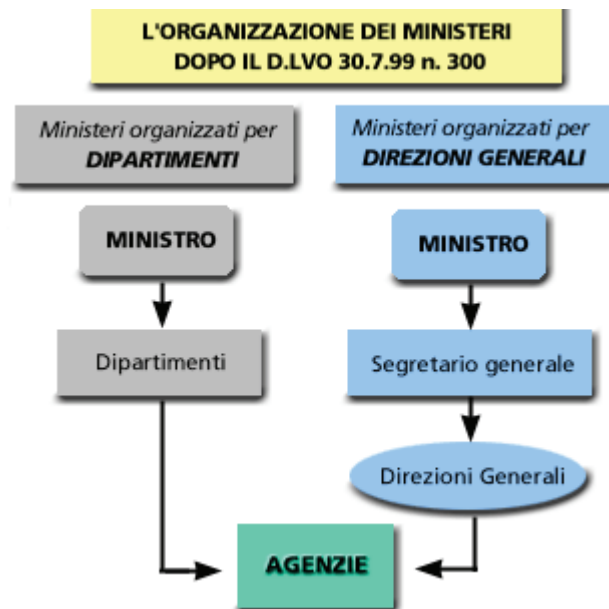 L'ORGANIZZAZIONE DEI MINISTERI
DOPO IL D.LVO 30.7.99 n. 300
Ministeri organizzati per
DIPARTIMENTI
Ministeri organizzati per
DIREZIONI GENERALI
MINISTRO
MINISTRO
Dipartimenti
Segretario generale
Direzioni Generali
AGENZIE